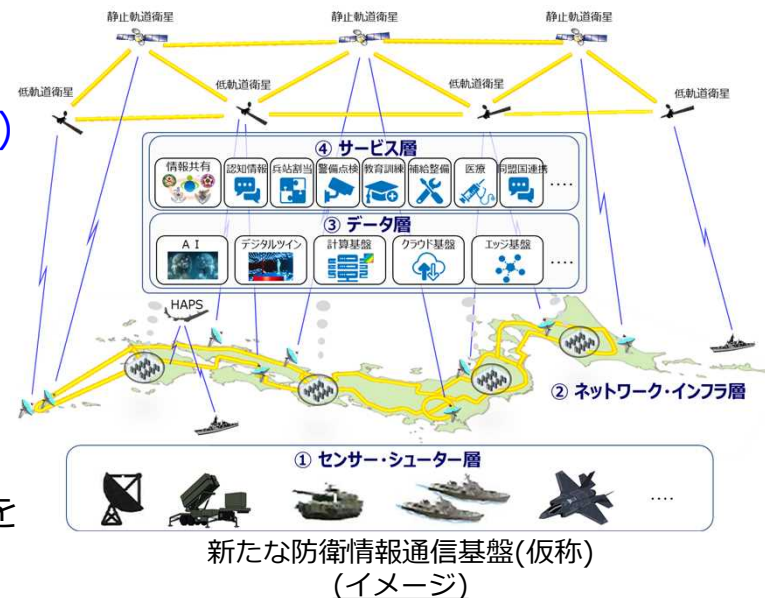 静止軌道衛星
静止軌道衛星
静止軌道衛星
低軌道衛星
低軌道衛星
低軌道衛星
低軌道衛星
)
④ サービス層
情報共有
認知情報
兵站割当
警備点検
教育訓練
補給整備
医療
同盟国連携
....
③ データ層
AI
デジタルツイン
計算基盤
クラウド基盤
エッジ基盤
....
HAPS
② ネットワーク・インフラ層
① センサー・シューター層
....
を
新たな防衛情報通信基盤(仮称)
(イメージ)